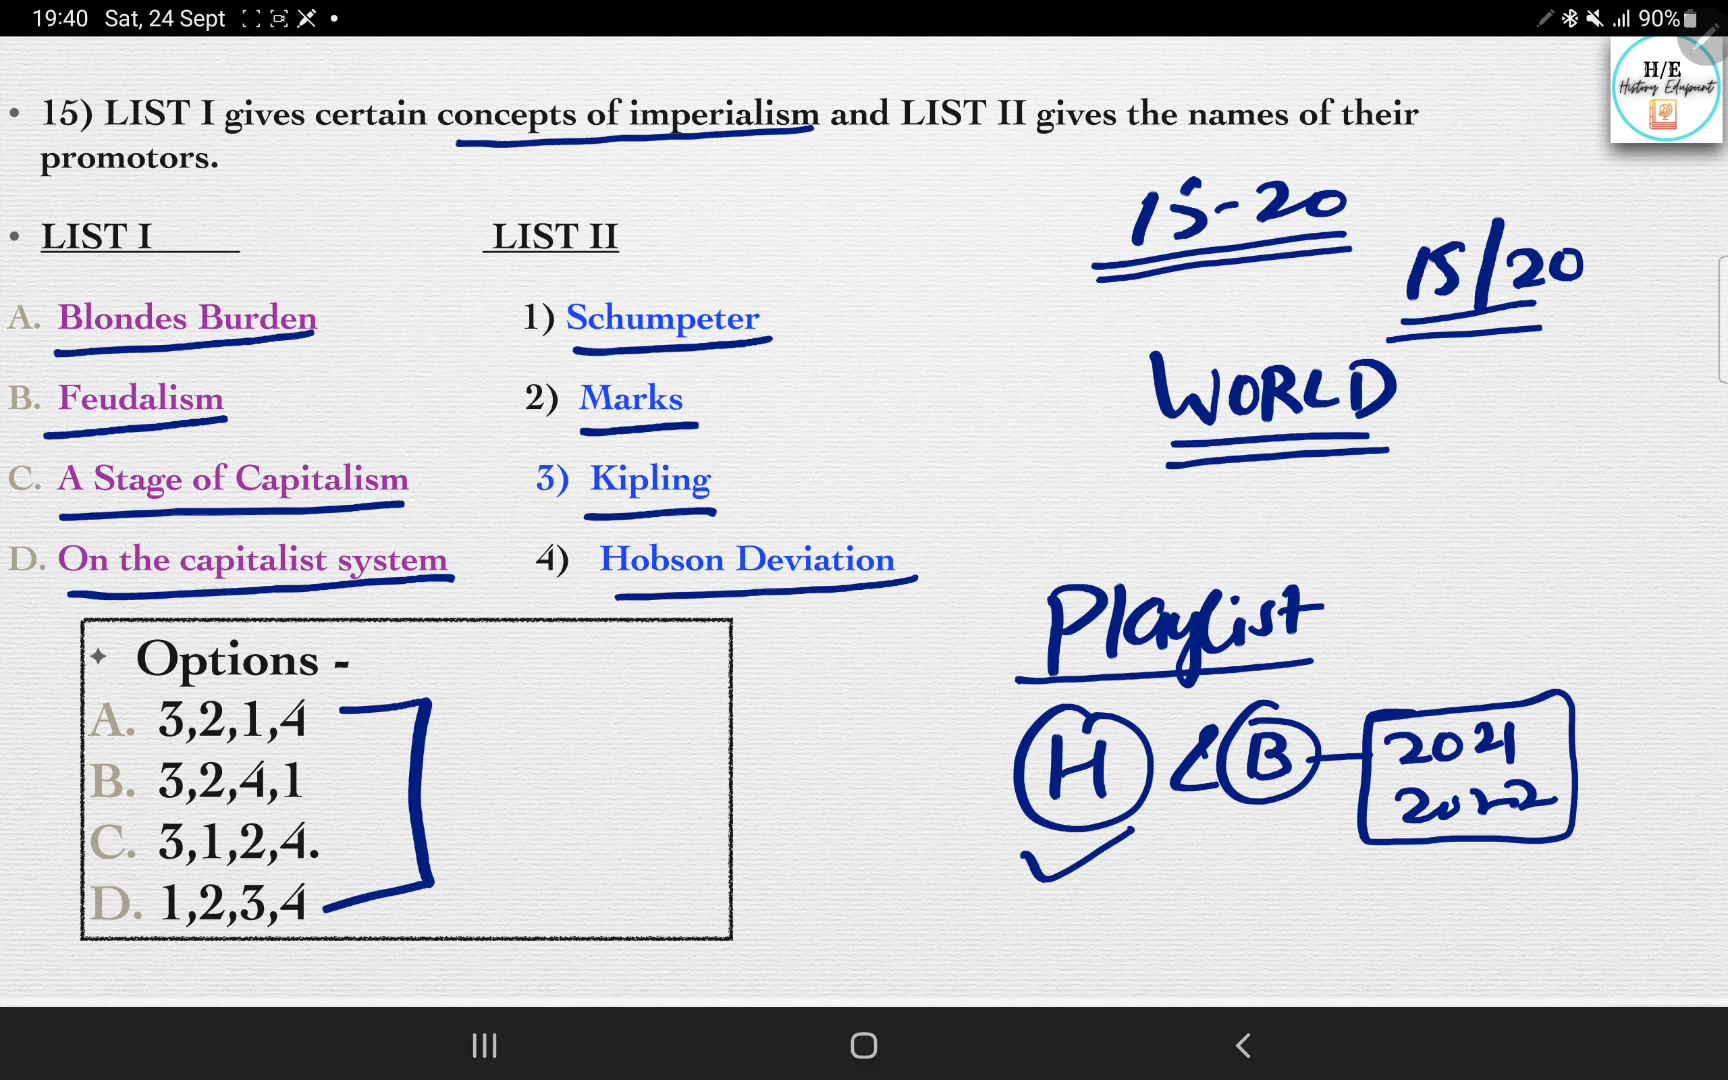 19:40 Sat, 24 Sept
90%
H/E
History Edupoint
• 15) LIST I gives certain concepts of imperialism and LIST II gives the names of their
promotors.
15-20
15/20
• LIST I LIST II
A. Blondes Burden 1) Schumpeter
WORLD
B. Feudalism 2) Marks
C. A Stage of Capitalism 3) Kipling
D. On the capitalist system 4) Hobson Deviation
Playlist
Options -
A. 3,2,1,4
B. 3,2,4,1
C. 3,1,2,4.
D. 1,2,3,4
H & B 2021
2022